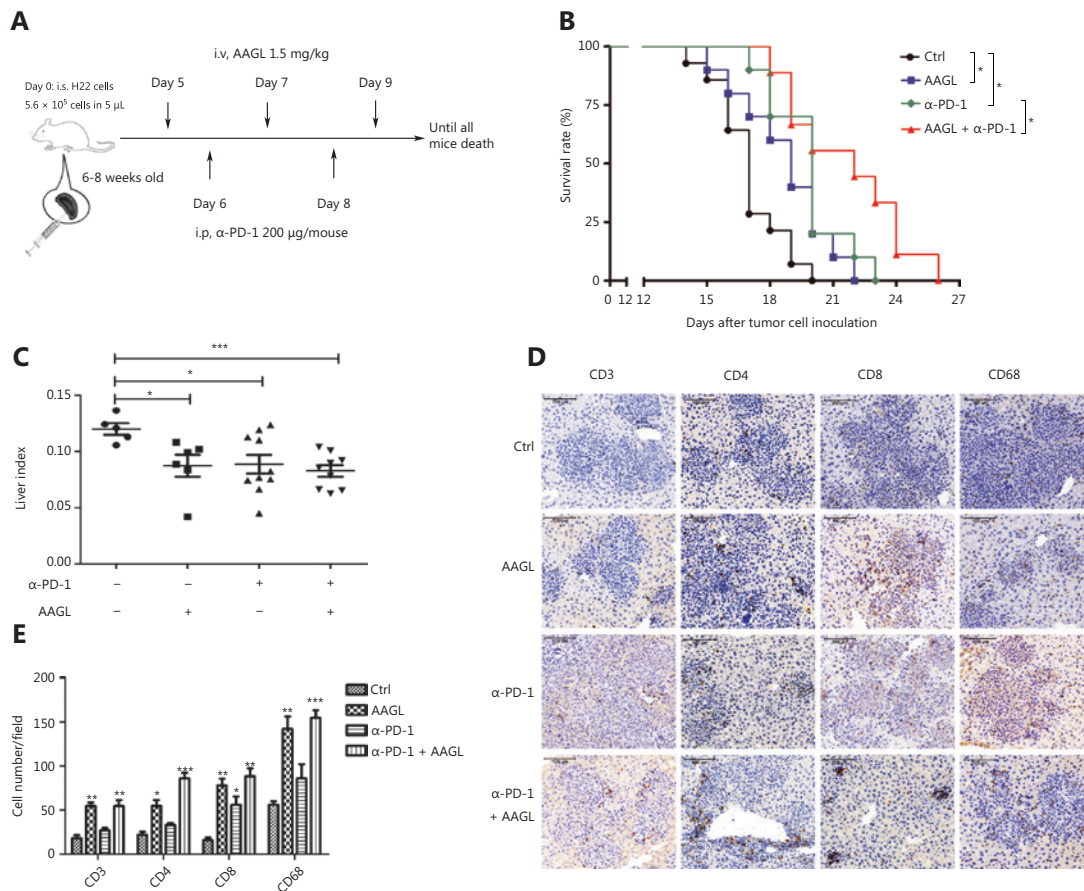 A
i.v, AAGL 1.5 mg/kg
Day 0: i.s. H22 cells
5.6 × 10⁵ cells in 5 μL
Day 5
Day 7
Day 9
Until all
mice death
6-8 weeks old
Day 6
Day 8
i.p, α-PD-1 200 μg/mouse
B
Survival rate (%)
100
75
50
25
0
0 12 12 15 18 21 24 27
Days after tumor cell inoculation
Ctrl
AAGL
α-PD-1
AAGL + α-PD-1
*
*
*
C
***
*
*
Liver index
0.15
0.10
0.05
0.00
α-PD-1 − − + +
AAGL − + − +
D
CD3 CD4 CD8 CD68
Ctrl
AAGL
α-PD-1
α-PD-1
+ AAGL
E
Cell number/field
200
150
100
50
0
** ** * *** ** * ** ** ***
CD3 CD4 CD8 CD68
Ctrl
AAGL
α-PD-1
α-PD-1 + AAGL